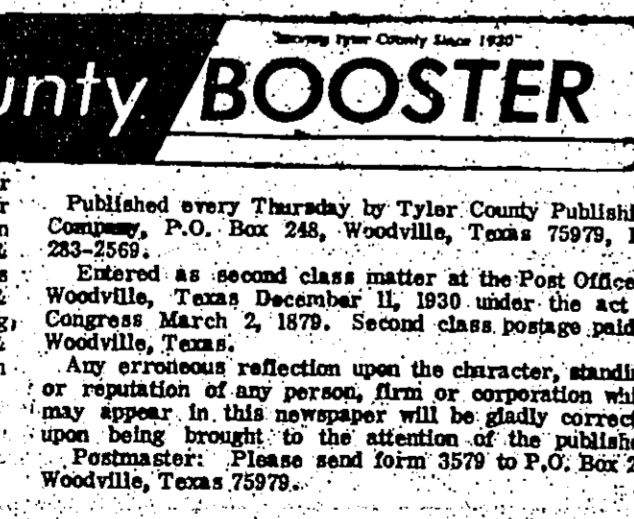 "Serving Tyler County Since 1930"
unty BOOSTER
Published every Thursday by Tyler County Publishi
Company, P.O. Box 248, Woodville, Texas 75979,
283-2569.
Entered as second class matter at the Post Office
Woodville, Texas December 11, 1930 under the act
Congress March 2, 1879. Second class postage paid
Woodville, Texas.
Any erroneous reflection upon the character, standi
or reputation of any person, firm or corporation whi
may appear in this newspaper will be gladly correct
upon being brought to the attention of the publishe
Postmaster: Please send form 3579 to P.O. Box 2
Woodville, Texas 75979.